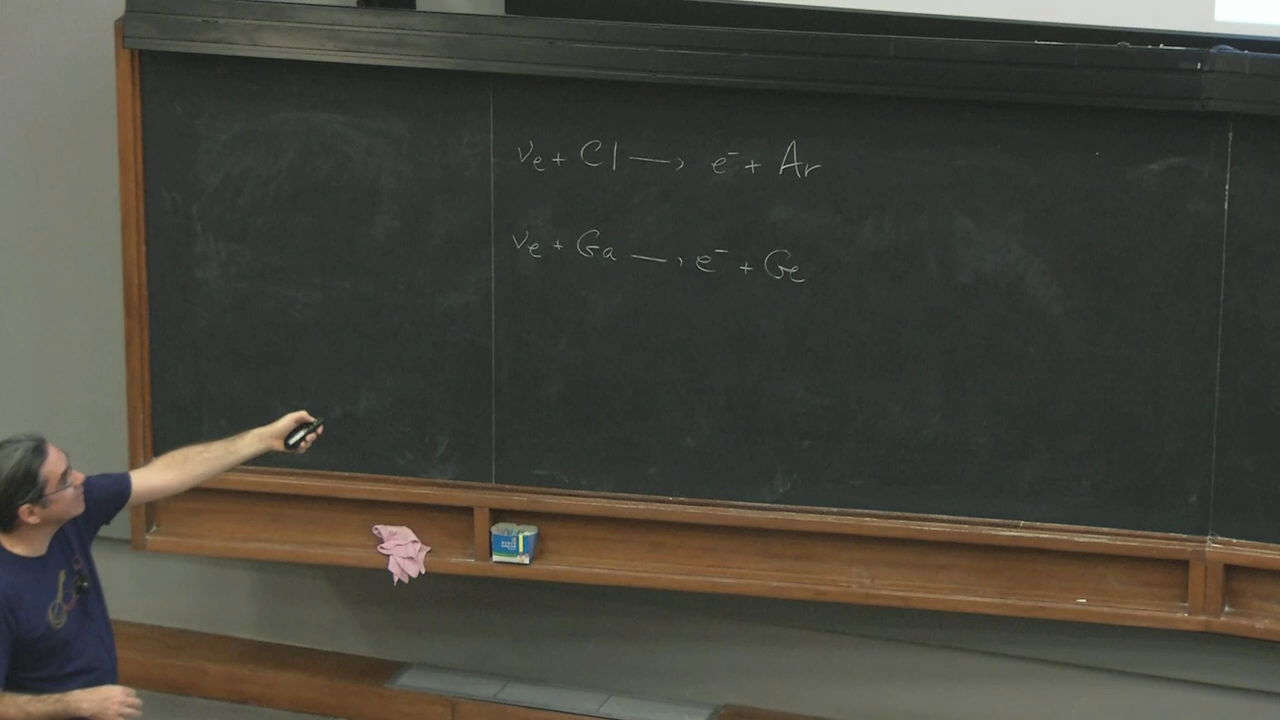 νe + Cl → e⁻ + Ar
νe + Ga → e⁻ + Ge